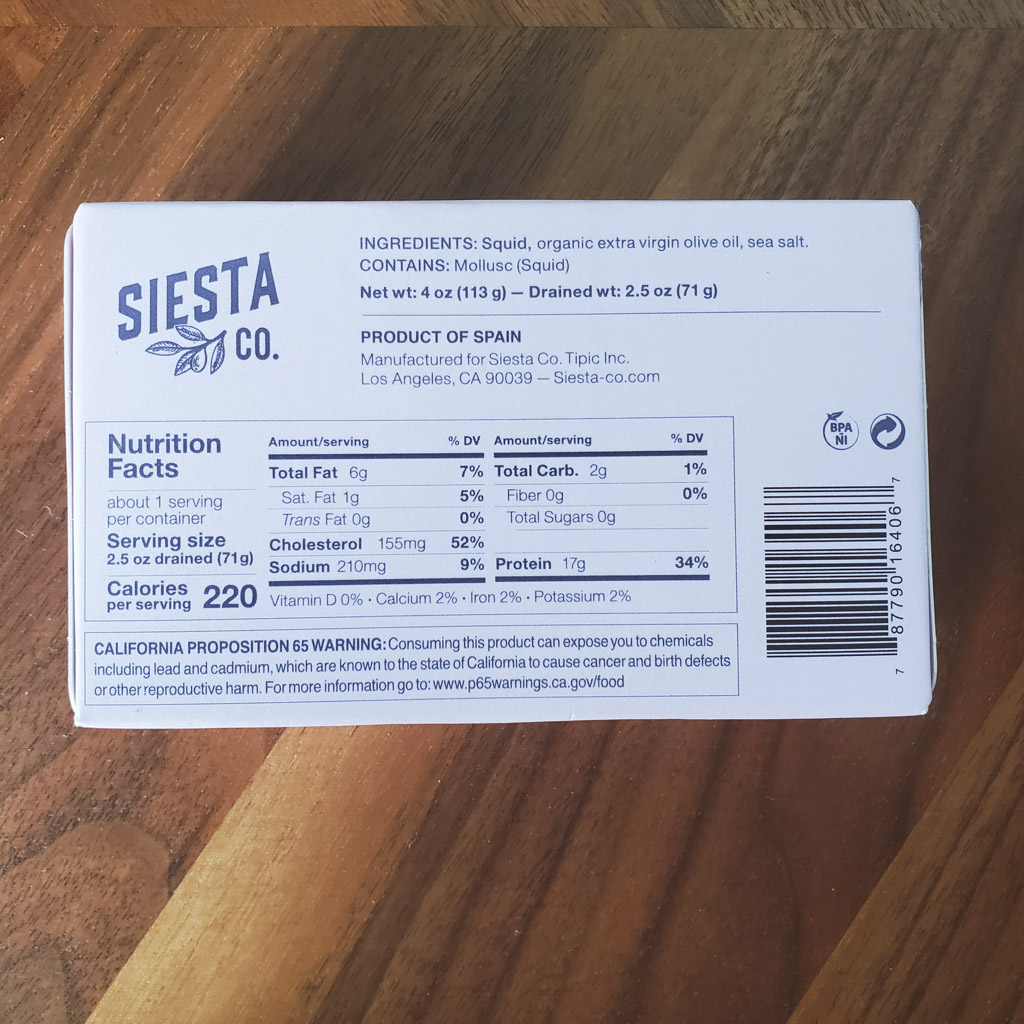 SIESTA
CO.
INGREDIENTS: Squid, organic extra virgin olive oil, sea salt.
CONTAINS: Mollusc (Squid)
Net wt: 4 oz (113 g) – Drained wt: 2.5 oz (71 g)
PRODUCT OF SPAIN
Manufactured for Siesta Co. Tipic Inc.
Los Angeles, CA 90039 – Siesta-co.com
BPA
NI
Nutrition
Facts
about 1 serving
per container
Serving size
2.5 oz drained (71g)
Calories
per serving 220
Amount/serving % DV
Total Fat 6g 7%
Sat. Fat 1g 5%
Trans Fat 0g 0%
Cholesterol 155mg 52%
Sodium 210mg 9%
Amount/serving % DV
Total Carb. 2g 1%
Fiber 0g 0%
Total Sugars 0g
Protein 17g 34%
Vitamin D 0% • Calcium 2% • Iron 2% • Potassium 2%
CALIFORNIA PROPOSITION 65 WARNING: Consuming this product can expose you to chemicals
including lead and cadmium, which are known to the state of California to cause cancer and birth defects
or other reproductive harm. For more information go to: www.p65warnings.ca.gov/food
7 87790 16406 7